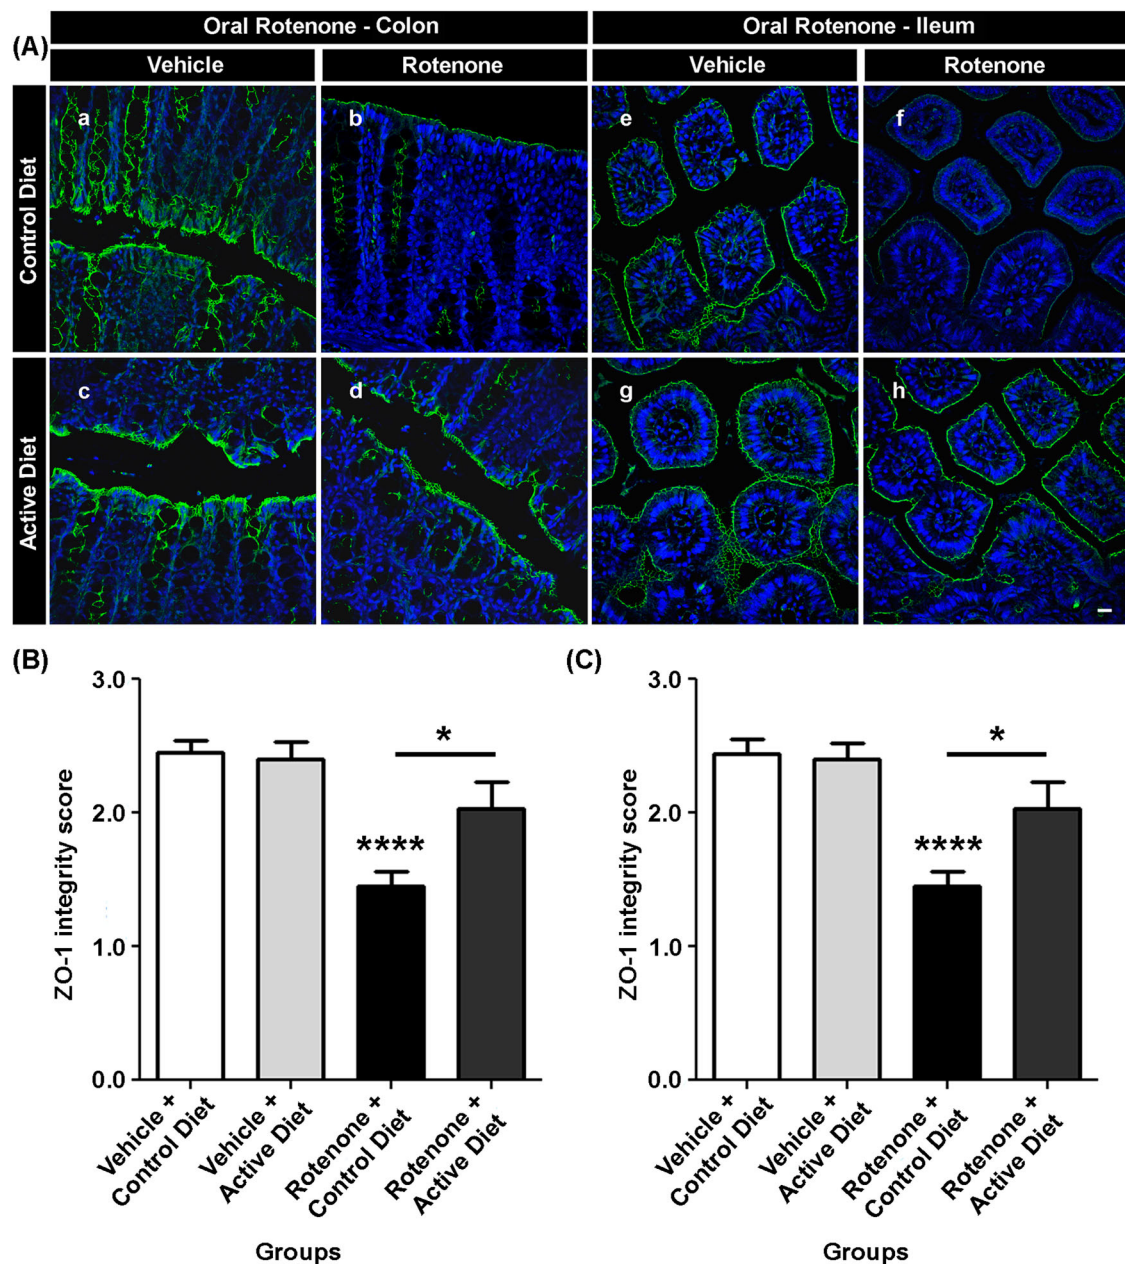 (A)
Oral Rotenone - Colon
Oral Rotenone - Ileum
Vehicle
Rotenone
Vehicle
Rotenone
Control Diet
a
b
e
f
Active Diet
c
d
g
h
(B)
3.0
2.0
1.0
0.0
ZO-1 integrity score
*
****
Vehicle +
Control Diet
Vehicle +
Active Diet
Rotenone +
Control Diet
Rotenone +
Active Diet
Groups
(C)
3.0
2.0
1.0
0.0
ZO-1 integrity score
*
****
Vehicle +
Control Diet
Vehicle +
Active Diet
Rotenone +
Control Diet
Rotenone +
Active Diet
Groups